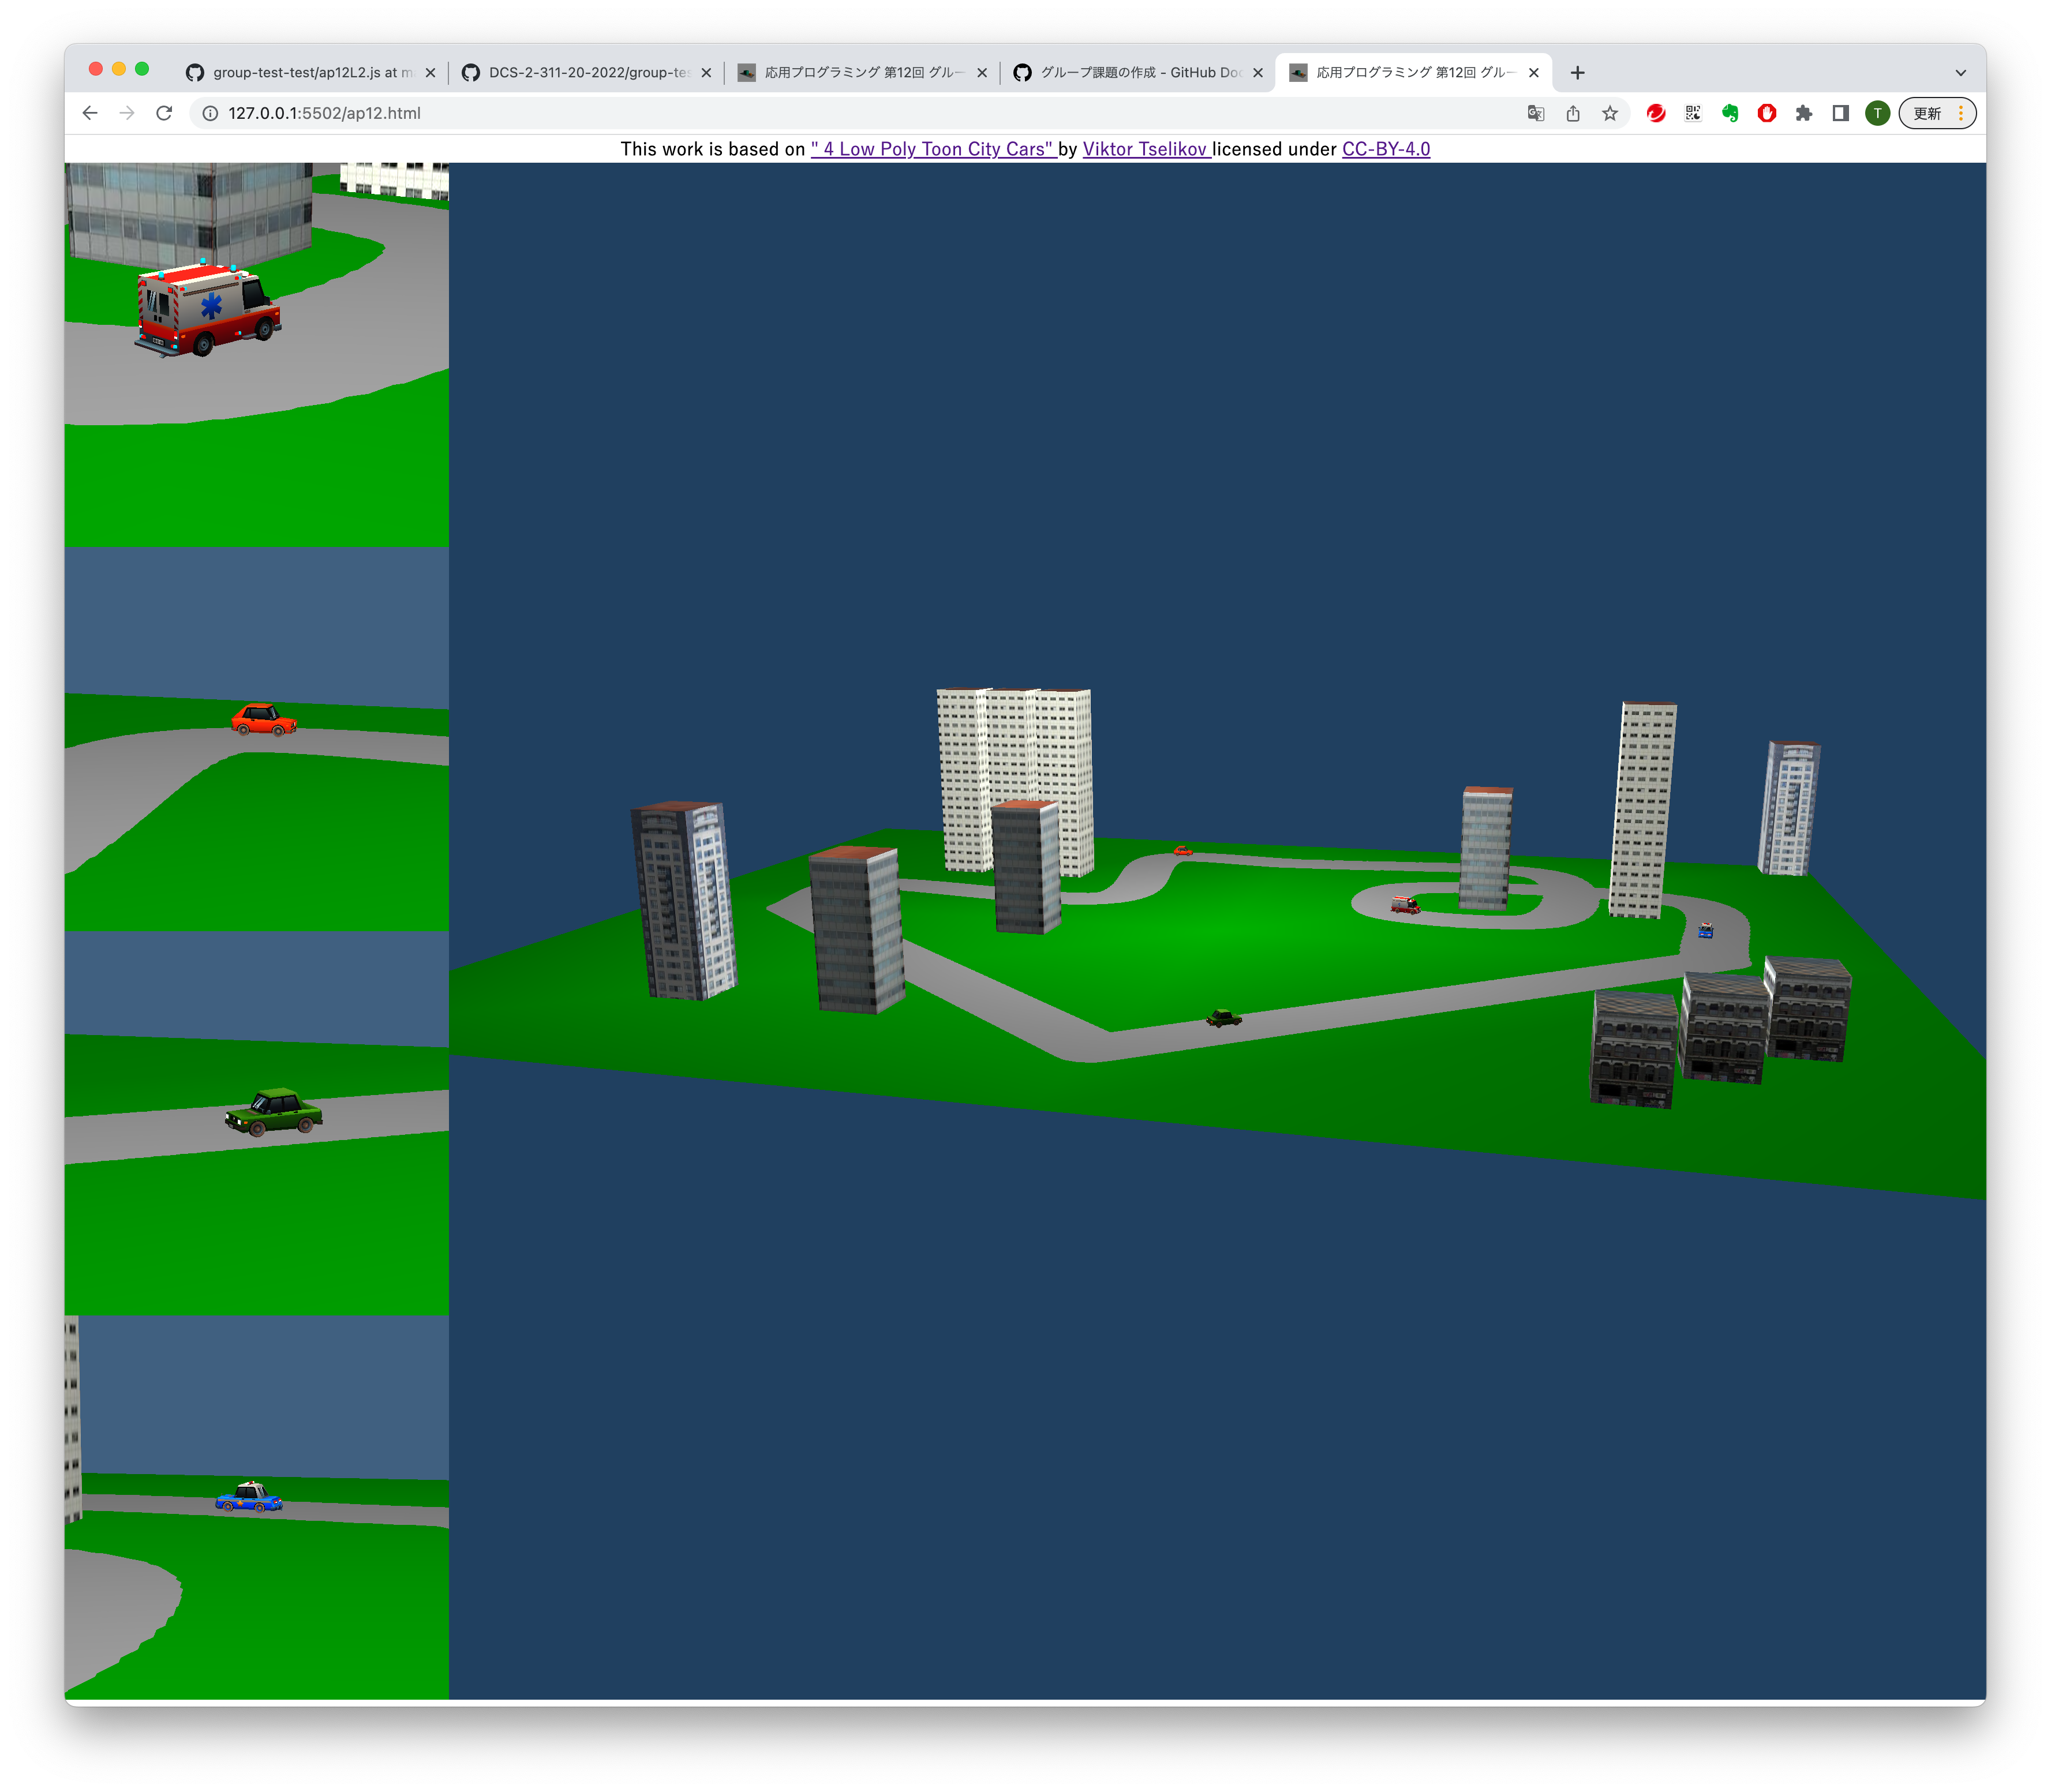 group-test-test/ap12L2.js at m
DCS-2-311-20-2022/group-tes
応用プログラミング 第12回 グルー
グループ課題の作成 - GitHub Doc
応用プログラミング 第12回 グルー
127.0.0.1:5502/ap12.html
T
更新
This work is based on " 4 Low Poly Toon City Cars" by Viktor Tselikov licensed under CC-BY-4.0